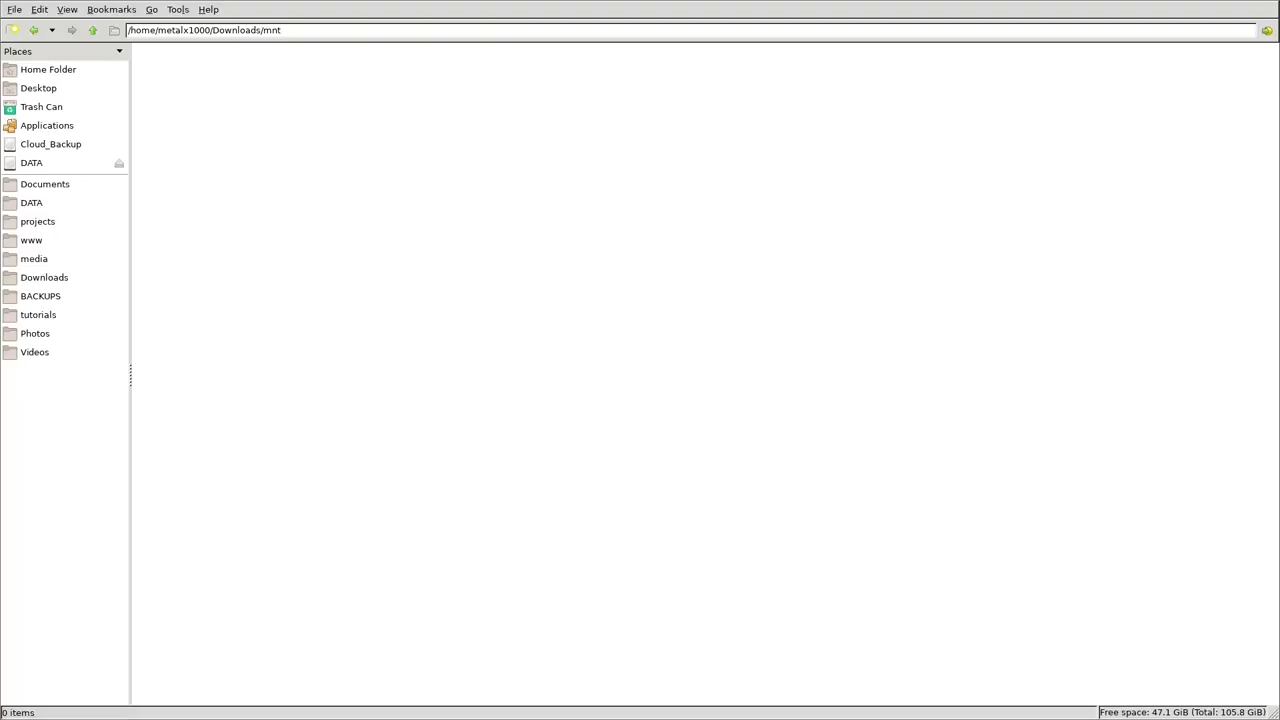 File Edit View Bookmarks Go Tools Help
/home/metalx1000/Downloads/mnt
Places
Home Folder
Desktop
Trash Can
Applications
Cloud_Backup
DATA
Documents
DATA
projects
www
media
Downloads
BACKUPS
tutorials
Photos
Videos
0 items
Free space: 47.1 GiB (Total: 105.8 GiB)